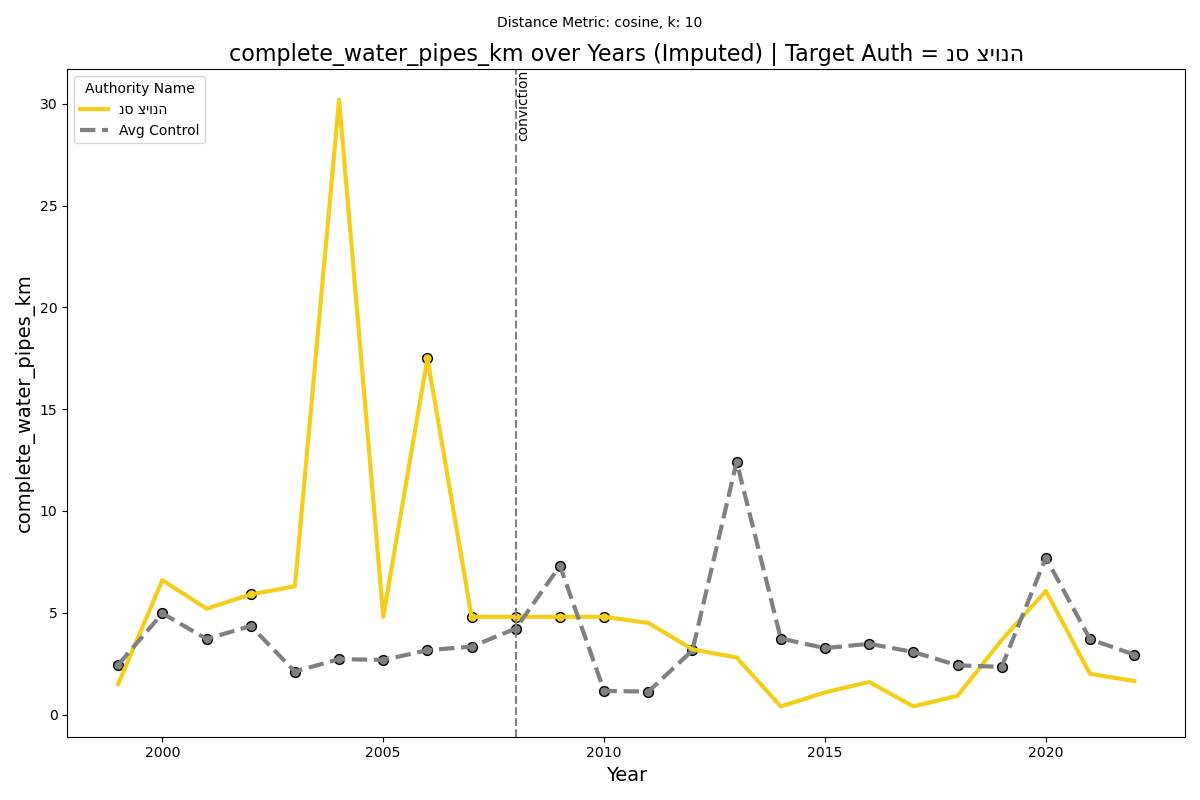 Distance Metric: cosine, k: 10
complete_water_pipes_km over Years (Imputed) | Target Auth = נס ציונה
Authority Name
נס ציונה
Avg Control
conviction
complete_water_pipes_km
30
25
20
15
10
5
0
2000
2005
2010
2015
2020
Year